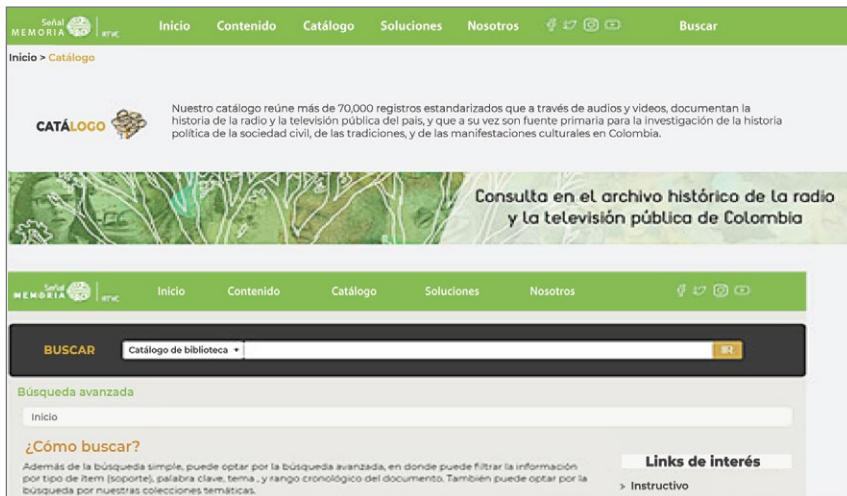 Señal
MEMORIA RTVC
Inicio Contenido Catálogo Soluciones Nosotros Buscar
Inicio > Catálogo
CATÁLOGO
Nuestro catálogo reúne más de 70,000 registros estandarizados que a través de audios y videos, documentan la
historia de la radio y la televisión pública del país, y que a su vez son fuente primaria para la investigación de la historia
política de la sociedad civil, de las tradiciones, y de las manifestaciones culturales en Colombia.
Consulta en el archivo histórico de la radio
y la televisión pública de Colombia
Señal
MEMORIA RTVC
Inicio Contenido Catálogo Soluciones Nosotros
BUSCAR Catálogo de biblioteca IR
Búsqueda avanzada
Inicio
¿Cómo buscar?
Además de la búsqueda simple, puede optar por la búsqueda avanzada, en donde puede filtrar la información
por tipo de ítem (soporte), palabra clave, tema , y rango cronológico del documento. También puede optar por la
búsqueda por nuestras colecciones temáticas.
Links de interés
> Instructivo